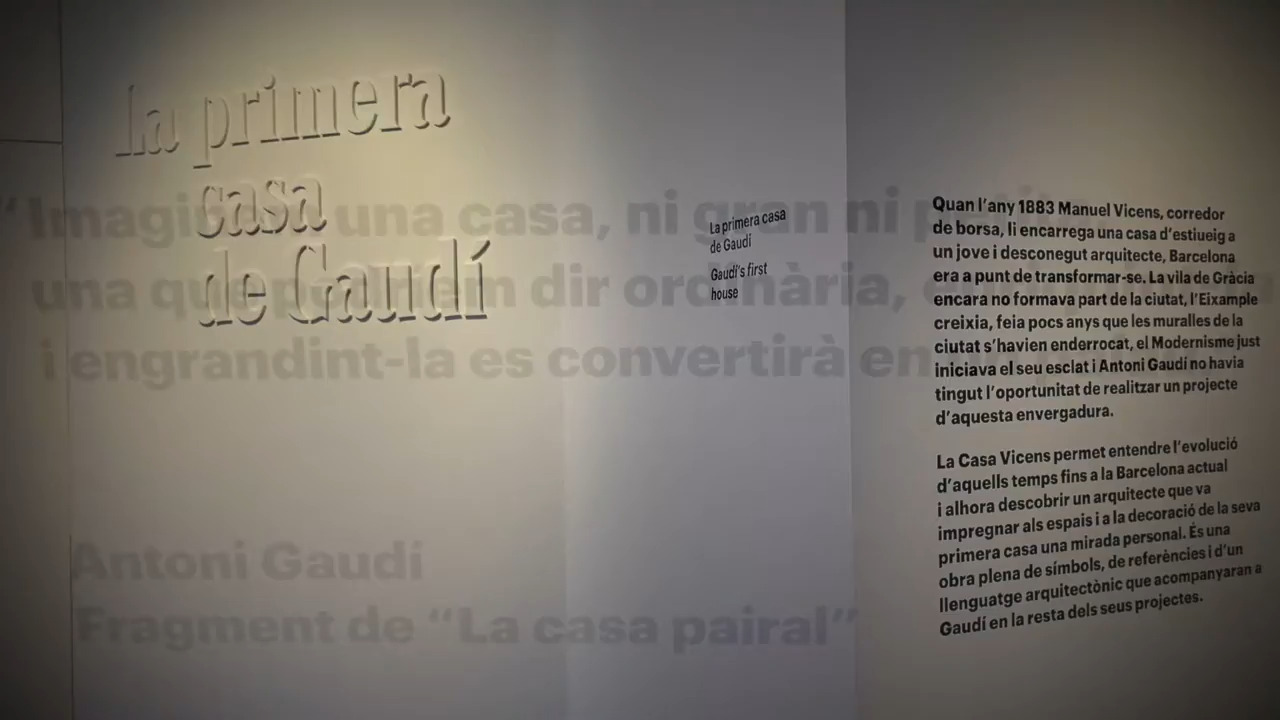 la primera
casa
de Gaudí
"Imagi una casa, ni gran ni
una qu dir ordinària,
i engrandint-la es convertirà en
Antoni Gaudí
Fragment de "La casa pairal"
La primera casa
de Gaudí
Gaudí's first
house
Quan l'any 1883 Manuel Vicens, corredor
de borsa, li encarrega una casa d'estiueig a
un jove i desconegut arquitecte, Barcelona
era a punt de transformar-se. La vila de Gràcia
encara no formava part de la ciutat, l'Eixample
creixia, feia pocs anys que les muralles de la
ciutat s'havien enderrocat, el Modernisme just
iniciava el seu esclat i Antoni Gaudí no havia
tingut l'oportunitat de realitzar un projecte
d'aquesta envergadura.
La Casa Vicens permet entendre l'evolució
d'aquells temps fins a la Barcelona actual
i alhora descobrir un arquitecte que va
impregnar als espais i a la decoració de la seva
primera casa una mirada personal. És una
obra plena de símbols, de referències i d'un
llenguatge arquitectònic que acompanyaran a
Gaudí en la resta dels seus projectes.